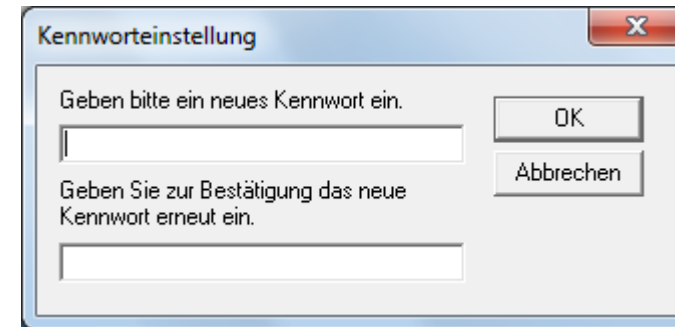 Kennworteinstellung
Geben bitte ein neues Kennwort ein.
OK
Abbrechen
Geben Sie zur Bestätigung das neue
Kennwort erneut ein.